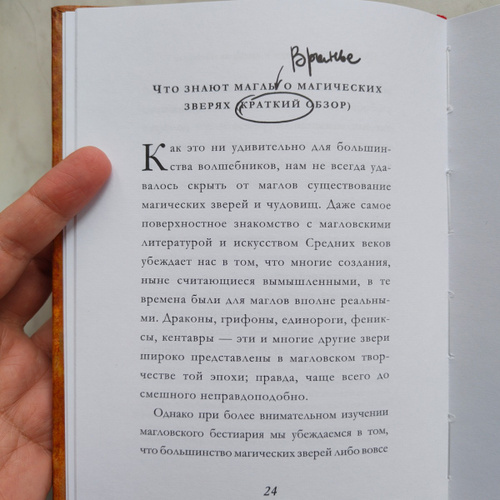 Вранье
Что знают маглы о магических
зверях (краткий обзор)
Как это ни удивительно для большин-
ства волшебников, нам не всегда уда-
валось скрыть от маглов существование
магических зверей и чудовищ. Даже самое
поверхностное знакомство с магловскими
литературой и искусством Средних веков
убеждает нас в том, что многие создания,
ныне считающиеся вымышленными, в те
времена были для маглов вполне реальны-
ми. Драконы, грифоны, единороги, феник-
сы, кентавры — эти и многие другие звери
широко представлены в магловском твор-
честве той эпохи; правда, чаще всего до
смешного неправдоподобно.
Однако при более внимательном изучении
магловского бестиария мы убеждаемся в том,
что большинство магических зверей либо вовсе
24